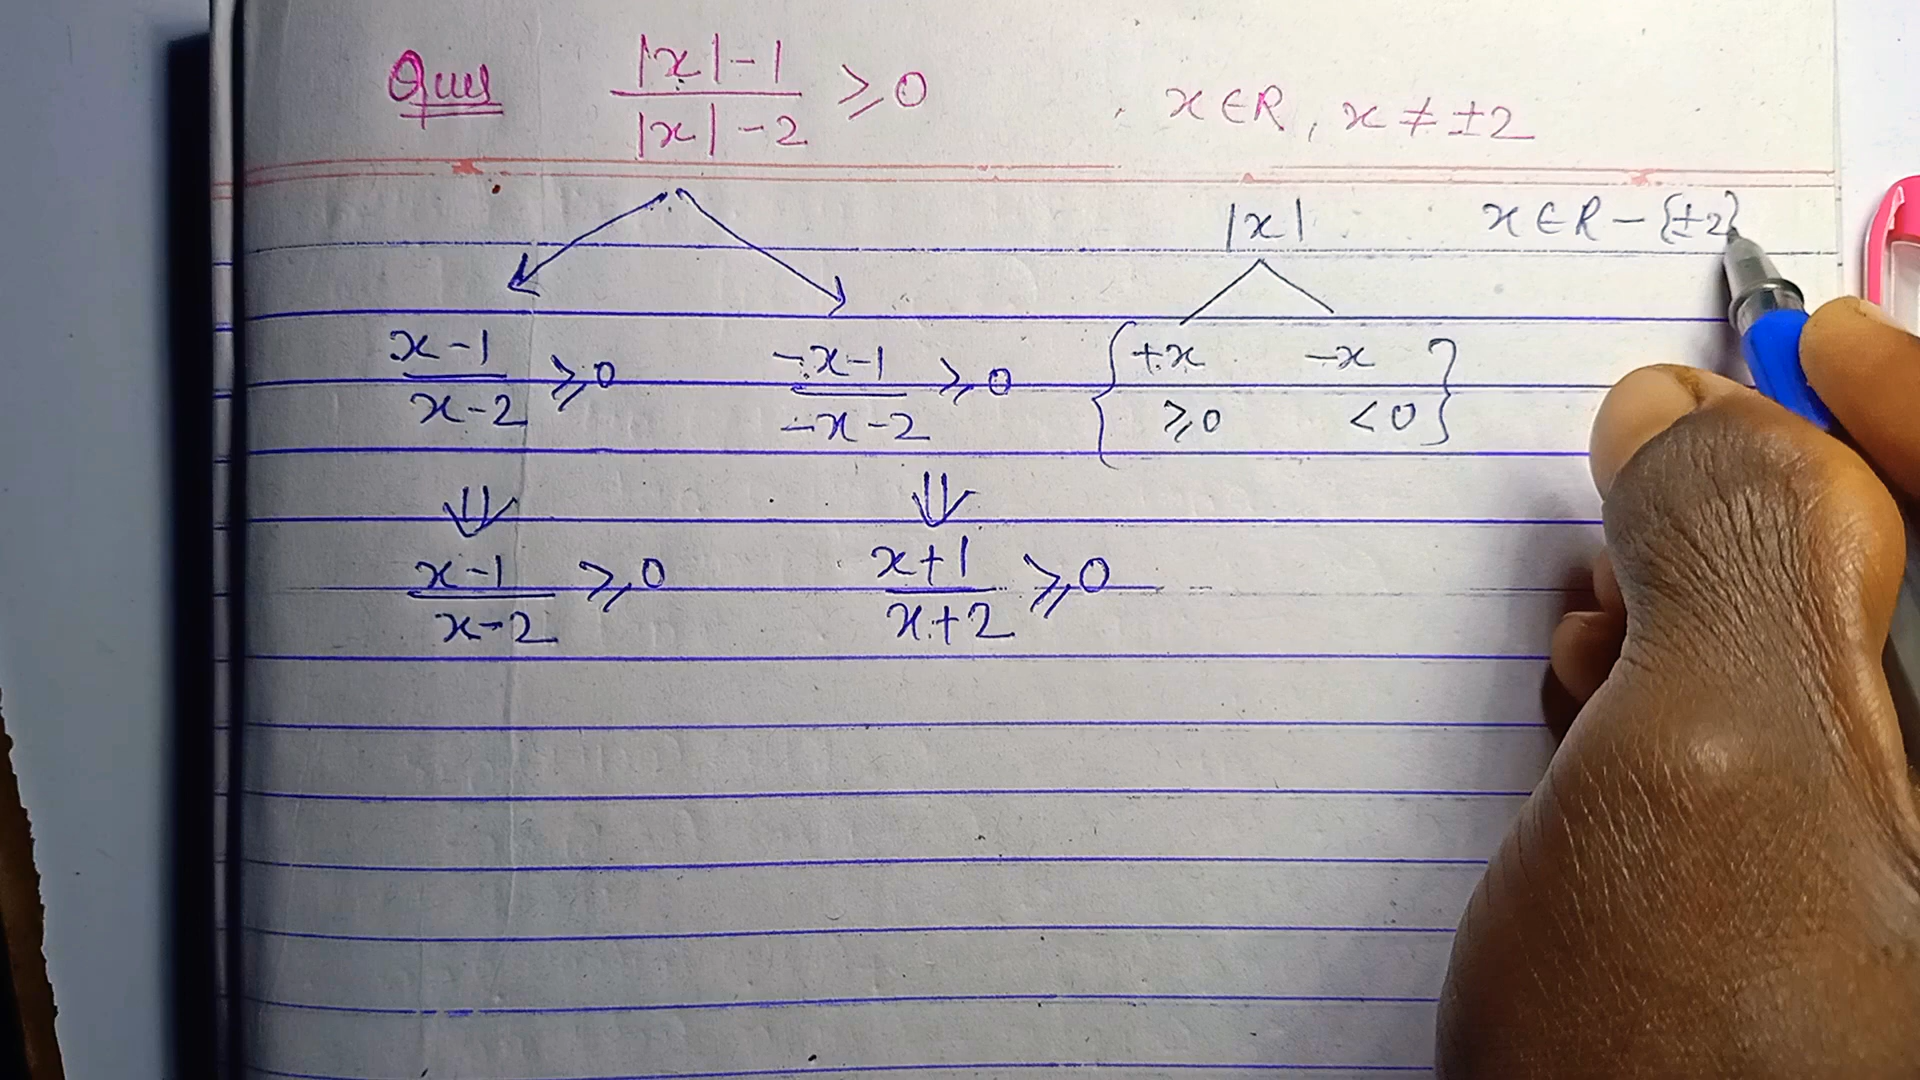 Ques |x|-1 / |x|-2 ≥ 0 , x ∈ R, x ≠ ±2
|x| x ∈ R - {±2}
x-1 / x-2 ≥ 0 -x-1 / -x-2 ≥ 0 { +x -x }
≥0 <0
⇓ ⇓
x-1 / x-2 ≥ 0 x+1 / x+2 ≥ 0